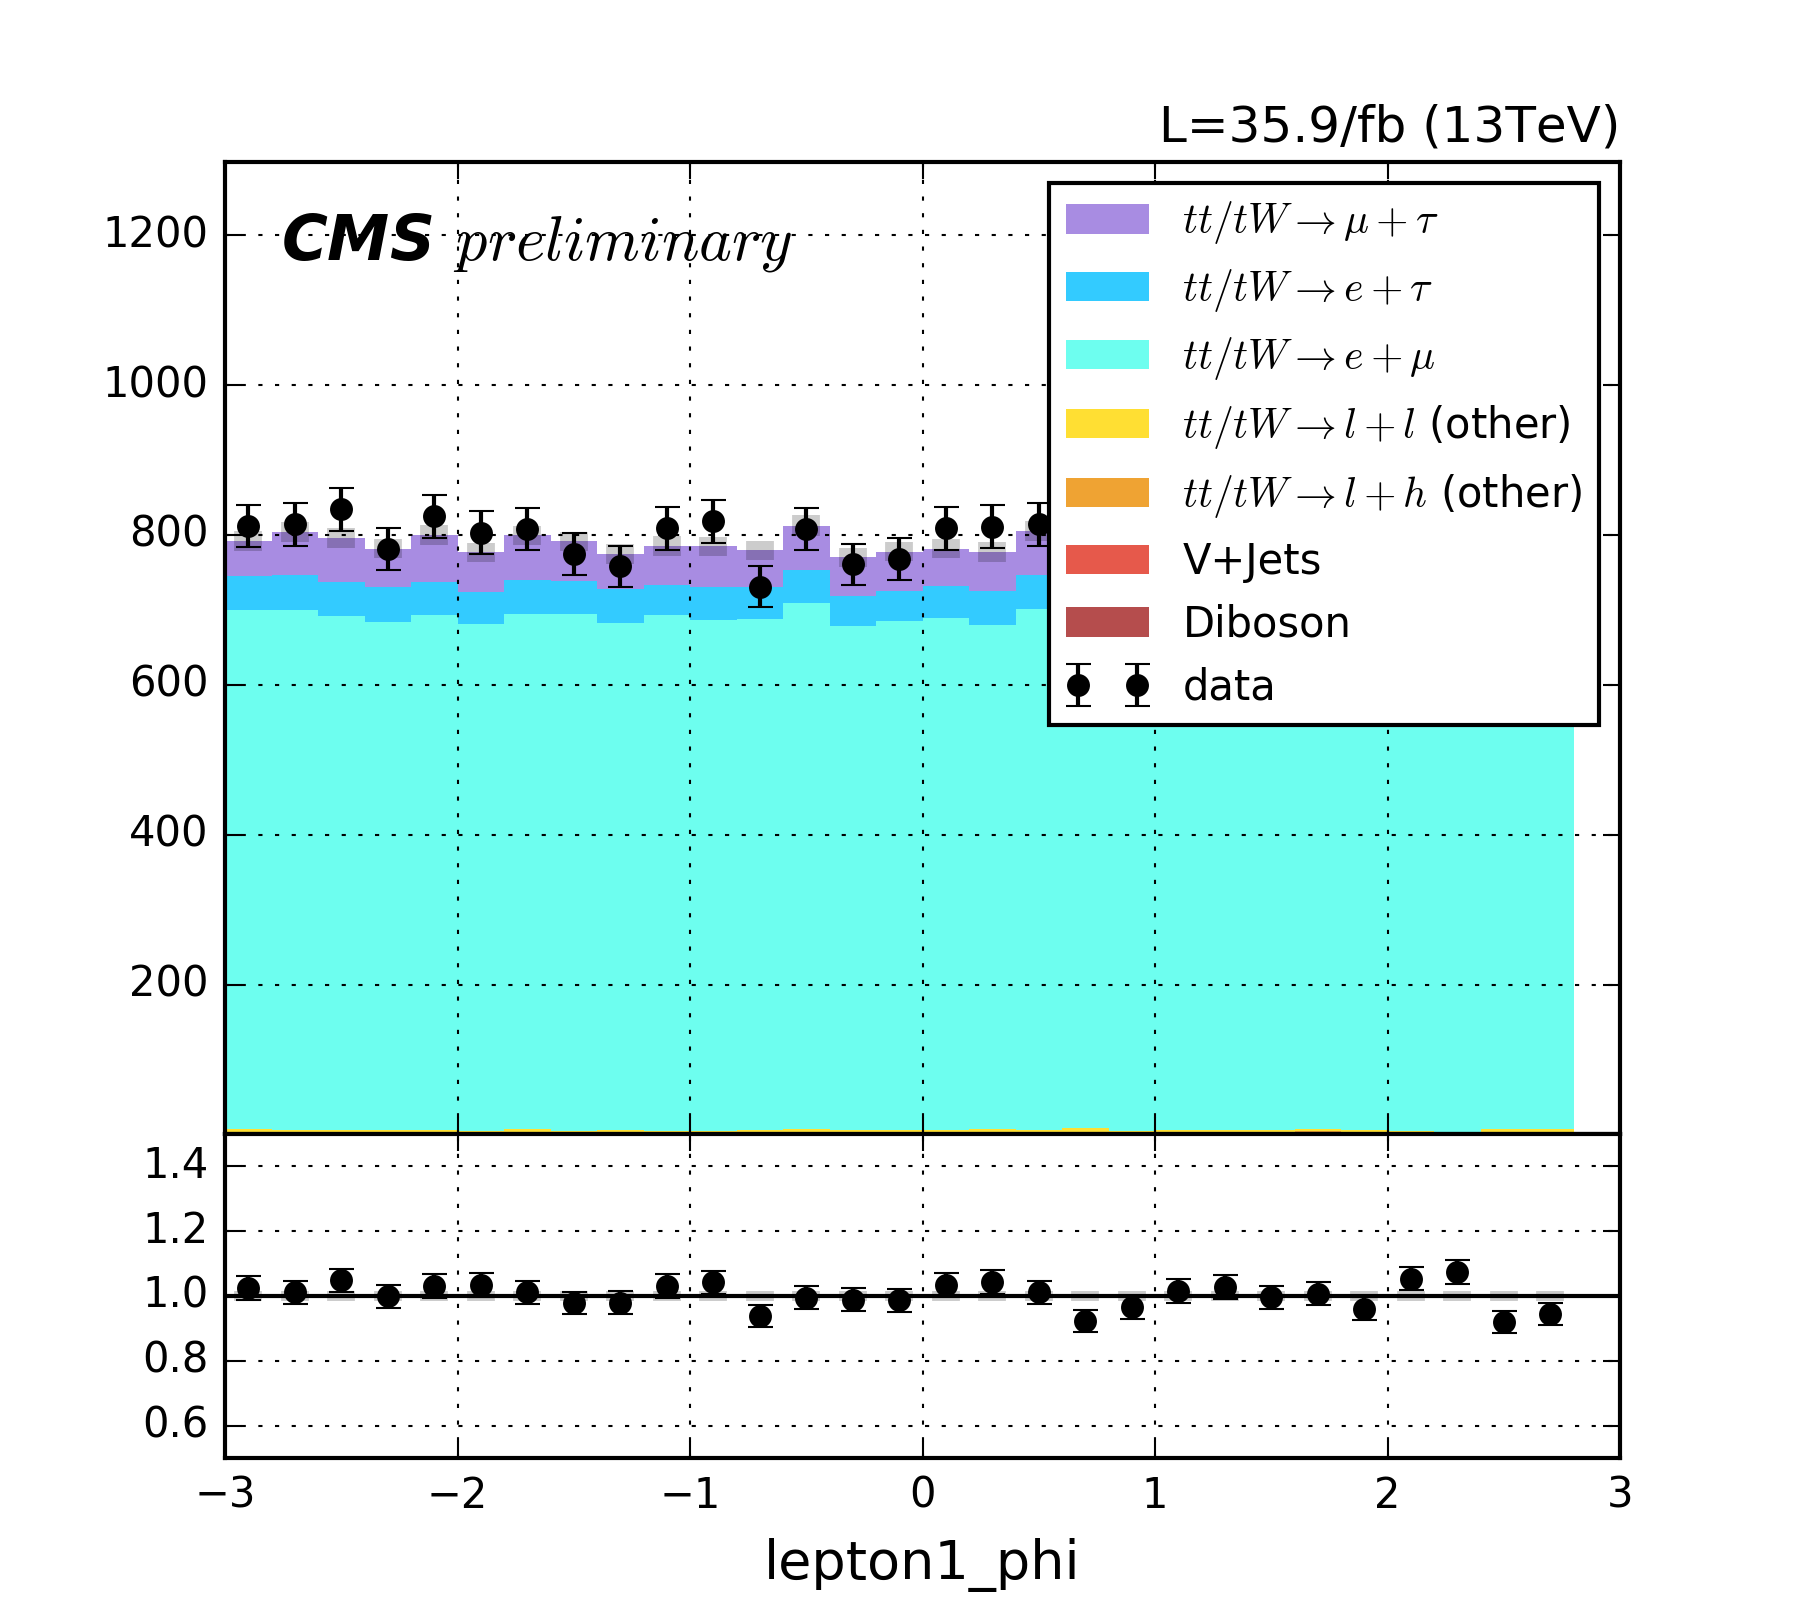 L=35.9/fb (13TeV)
CMS preliminary
1200
1000
800
600
400
200
tt/tW→μ+τ
tt/tW→e+τ
tt/tW→e+μ
tt/tW→l+l (other)
tt/tW→l+h (other)
V+Jets
Diboson
data
1.4
1.2
1.0
0.8
0.6
−3 −2 −1 0 1 2 3
lepton1_phi